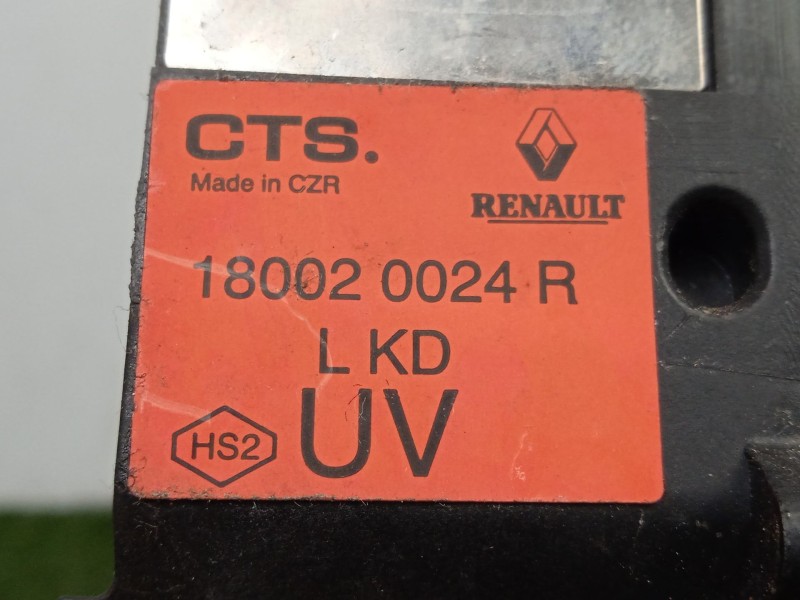 CTS.
Made in CZR
RENAULT
18002 0024 R
L KD
HS2 UV